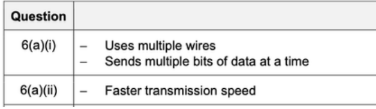 Question
6(a)(i) – Uses multiple wires
– Sends multiple bits of data at a time
6(a)(ii) – Faster transmission speed